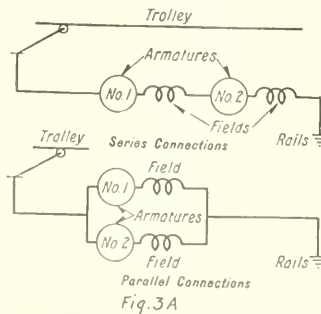 Trolley
Armatures
No.1
No.2
Fields
Rails
Series Connections
Trolley
Field
No.1
Armatures
No 2
Field
Rails
Parallel Connections
Fig.3A